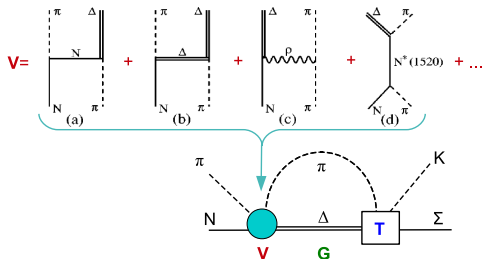 π Δ π Δ Δ π Δ π
V= N + Δ + ρ + N*(1520) + ...
N π N π N π N π
(a) (b) (c) (d)
π π K
N Δ T Σ
V G